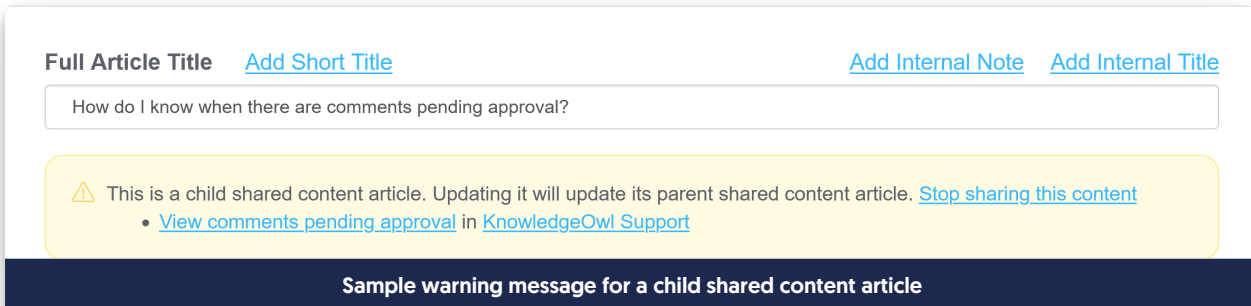 Full Article Title Add Short Title Add Internal Note Add Internal Title
How do I know when there are comments pending approval?
This is a child shared content article. Updating it will update its parent shared content article. Stop sharing this content
• View comments pending approval in KnowledgeOwl Support
Sample warning message for a child shared content article